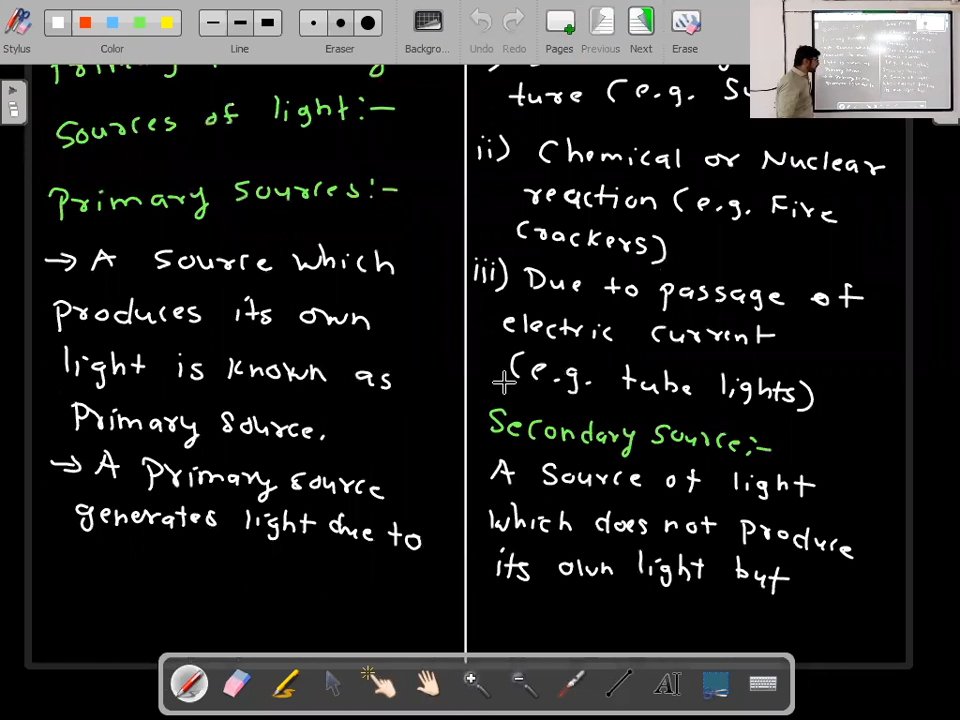 Stylus
Color
Line
Eraser
Backgro...
Undo
Redo
Pages
Previous
Next
Erase
Sources of light:-
Primary Sources:-
→ A source which
produces its own
light is known as
Primary source.
→ A Primary source
generates light due to
ture (e.g.
ii) Chemical or Nuclear
reaction (e.g. Fire
Crackers)
iii) Due to passage of
electric current
(e.g. tube lights)
Secondary source:-
A Source of light
which does not produce
its own light but